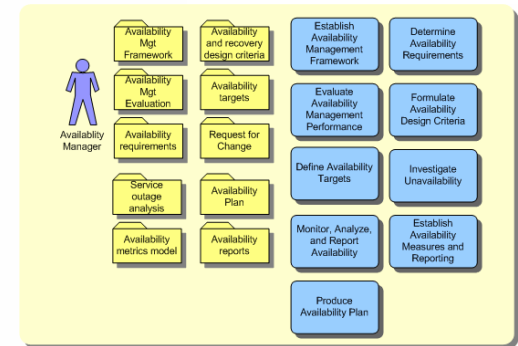 Availablity
Manager
Availability
Mgt
Framework
Availability
and recovery
design criteria
Availability
Mgt
Evaluation
Availability
targets
Availability
requirements
Request for
Change
Service
outage
analysis
Availability
Plan
Availability
metrics model
Availability
reports
Establish
Availability
Management
Framework
Determine
Availability
Requirements
Evaluate
Availability
Management
Performance
Formulate
Availability
Design Criteria
Define Availability
Targets
Investigate
Unavailability
Monitor, Analyze,
and Report
Availability
Establish
Availability
Measures and
Reporting
Produce
Availability Plan